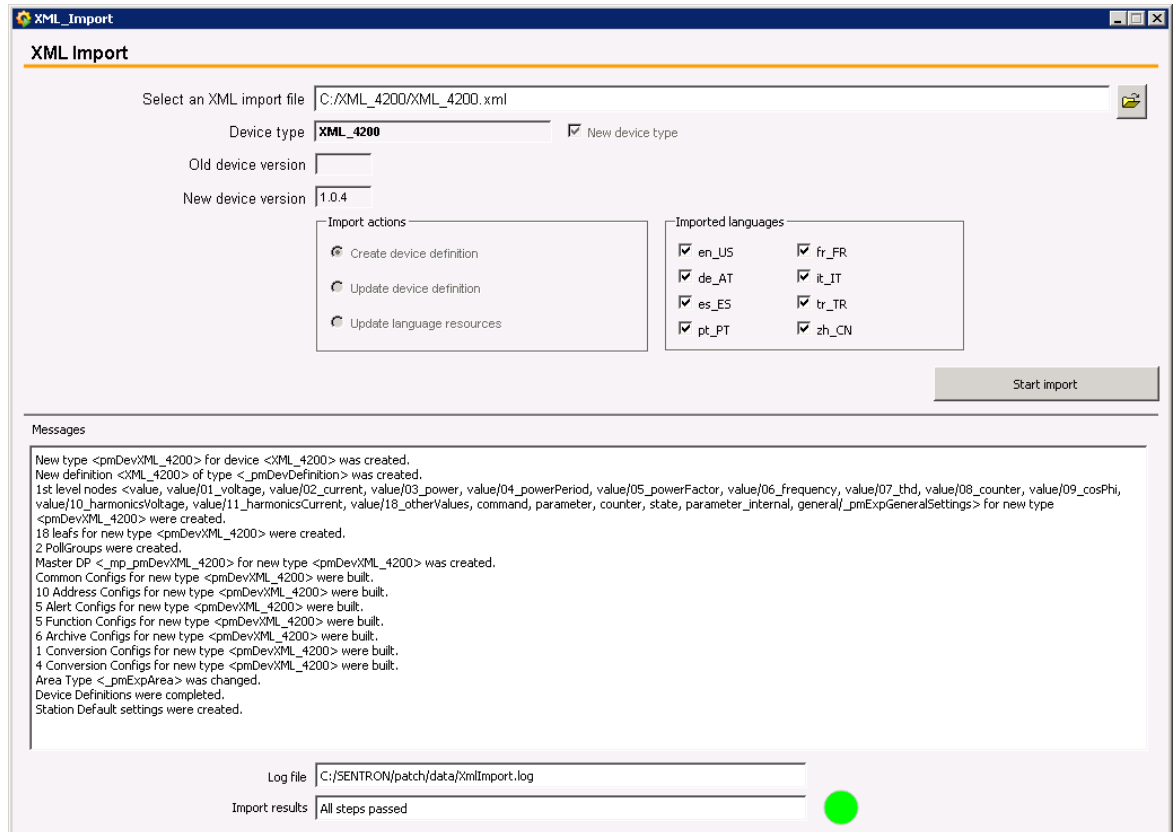 XML_Import
XML Import
Select an XML import file C:/XML_4200/XML_4200.xml
Device type XML_4200 New device type
Old device version
New device version 1.0.4
Import actions Imported languages
Create device definition en_US fr_FR
Update device definition de_AT it_IT
Update language resources es_ES tr_TR
pt_PT zh_CN
Start import
Messages
New type <pmDevXML_4200> for device <XML_4200> was created.
New definition <XML_4200> of type <_pmDevDefinition> was created.
1st level nodes <value, value/01_voltage, value/02_current, value/03_power, value/04_powerPeriod, value/05_powerFactor, value/06_frequency, value/07_thd, value/08_counter, value/09_cosPhi,
value/10_harmonicsVoltage, value/11_harmonicsCurrent, value/18_otherValues, command, parameter, counter, state, parameter_internal, general/_pmExpGeneralSettings> for new type
<pmDevXML_4200> were created.
18 leafs for new type <pmDevXML_4200> were created.
2 PollGroups were created.
Master DP <_mp_pmDevXML_4200> for new type <pmDevXML_4200> was created.
Common Configs for new type <pmDevXML_4200> were built.
10 Address Configs for new type <pmDevXML_4200> were built.
5 Alert Configs for new type <pmDevXML_4200> were built.
5 Function Configs for new type <pmDevXML_4200> were built.
6 Archive Configs for new type <pmDevXML_4200> were built.
1 Conversion Configs for new type <pmDevXML_4200> were built.
4 Conversion Configs for new type <pmDevXML_4200> were built.
Area Type <_pmExpArea> was changed.
Device Definitions were completed.
Station Default settings were created.
Log file C:/SENTRON/patch/data/XmlImport.log
Import results All steps passed